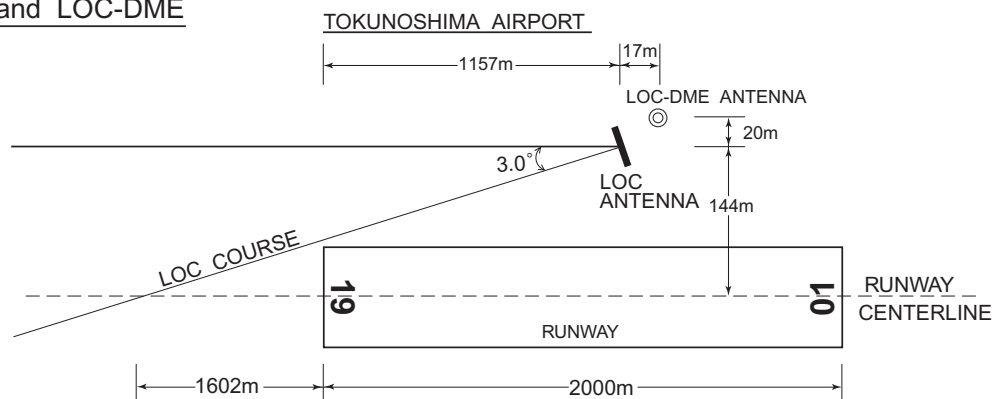 and LOC-DME
TOKUNOSHIMA AIRPORT
17m
1157m
LOC-DME ANTENNA
20m
3.0°
LOC
ANTENNA
144m
LOC COURSE
19
01
RUNWAY
CENTERLINE
RUNWAY
1602m
2000m